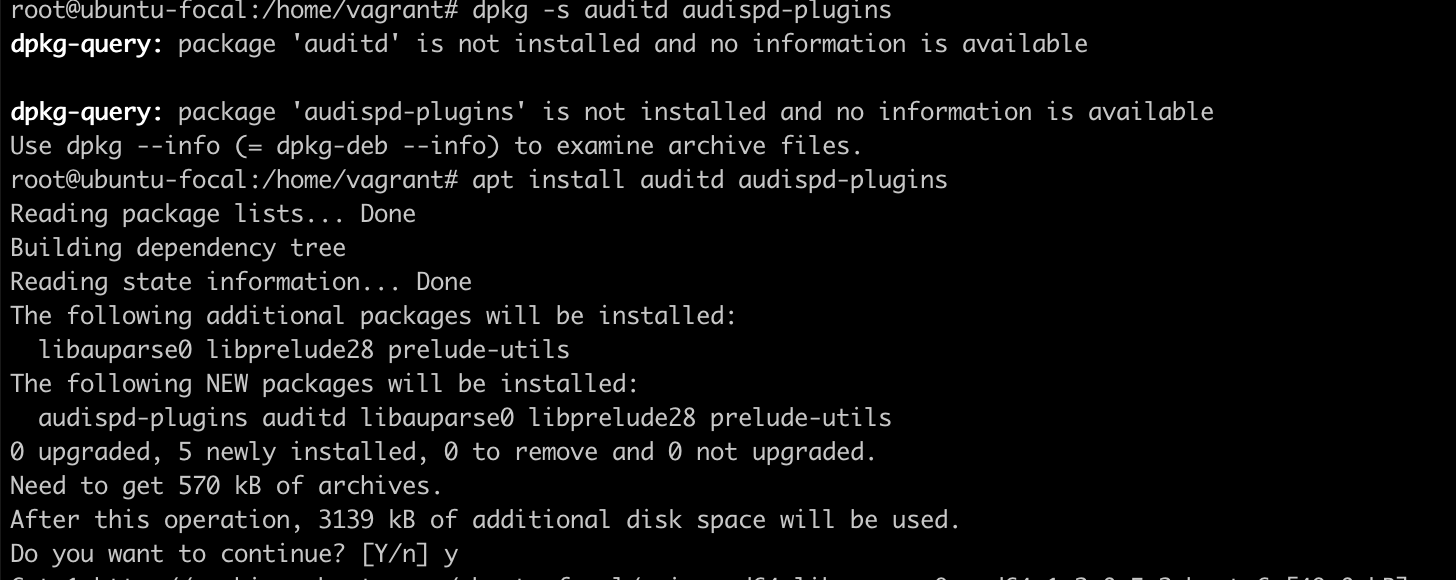 root@ubuntu-focal:/home/vagrant# dpkg -s auditd audispd-plugins
dpkg-query: package 'auditd' is not installed and no information is available
dpkg-query: package 'audispd-plugins' is not installed and no information is available
Use dpkg --info (= dpkg-deb --info) to examine archive files.
root@ubuntu-focal:/home/vagrant# apt install auditd audispd-plugins
Reading package lists... Done
Building dependency tree
Reading state information... Done
The following additional packages will be installed:
  libauparse0 libprelude28 prelude-utils
The following NEW packages will be installed:
  audispd-plugins auditd libauparse0 libprelude28 prelude-utils
0 upgraded, 5 newly installed, 0 to remove and 0 not upgraded.
Need to get 570 kB of archives.
After this operation, 3139 kB of additional disk space will be used.
Do you want to continue? [Y/n] y